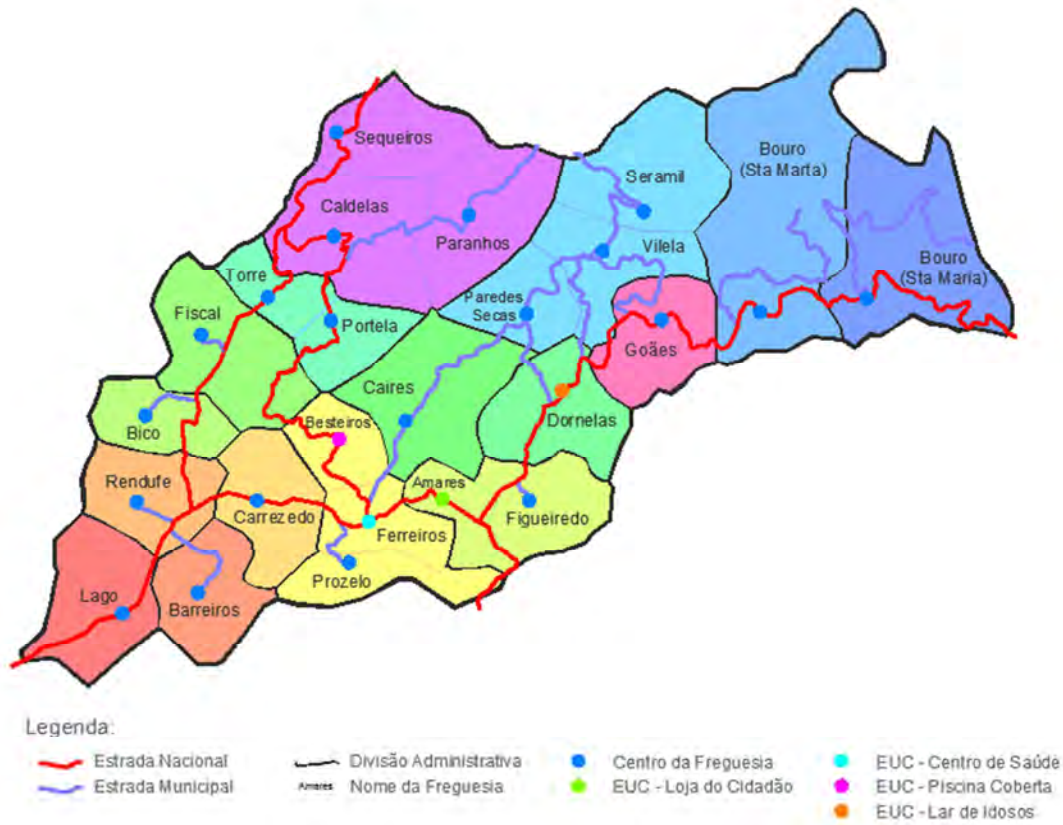 Sequeiros
Caldelas
Paranhos
Seramil
Bouro
(Sta Marta)
Vilela
Bouro
(Sta Maria)
Torre
Fiscal
Portela
Paredes
Secas
Goães
Caires
Dornelas
Bico
Besteiros
Rendufe
Amares
Carrezedo
Figueiredo
Ferreiros
Prozelo
Lago
Barreiros
Legenda:
Estrada Nacional
Estrada Municipal
Divisão Administrativa
Amares Nome da Freguesia
Centro da Freguesia
EUC - Loja do Cidadão
EUC - Centro de Saúde
EUC - Piscina Coberta
EUC - Lar de Idosos